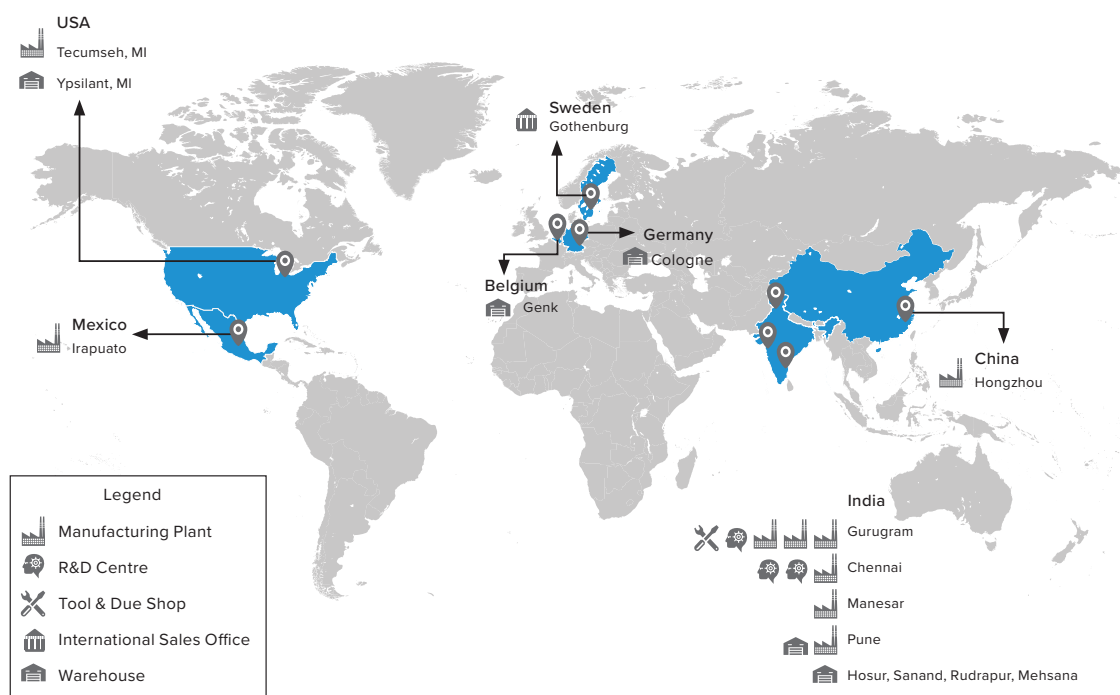 USA
Tecumseh, MI
Ypsilant, MI
Sweden
Gothenburg
Germany
Cologne
Belgium
Genk
Mexico
Irapuato
China
Hongzhou
Legend
Manufacturing Plant
R&D Centre
Tool & Due Shop
International Sales Office
Warehouse
India
Gurugram
Chennai
Manesar
Pune
Hosur, Sanand, Rudrapur, Mehsana